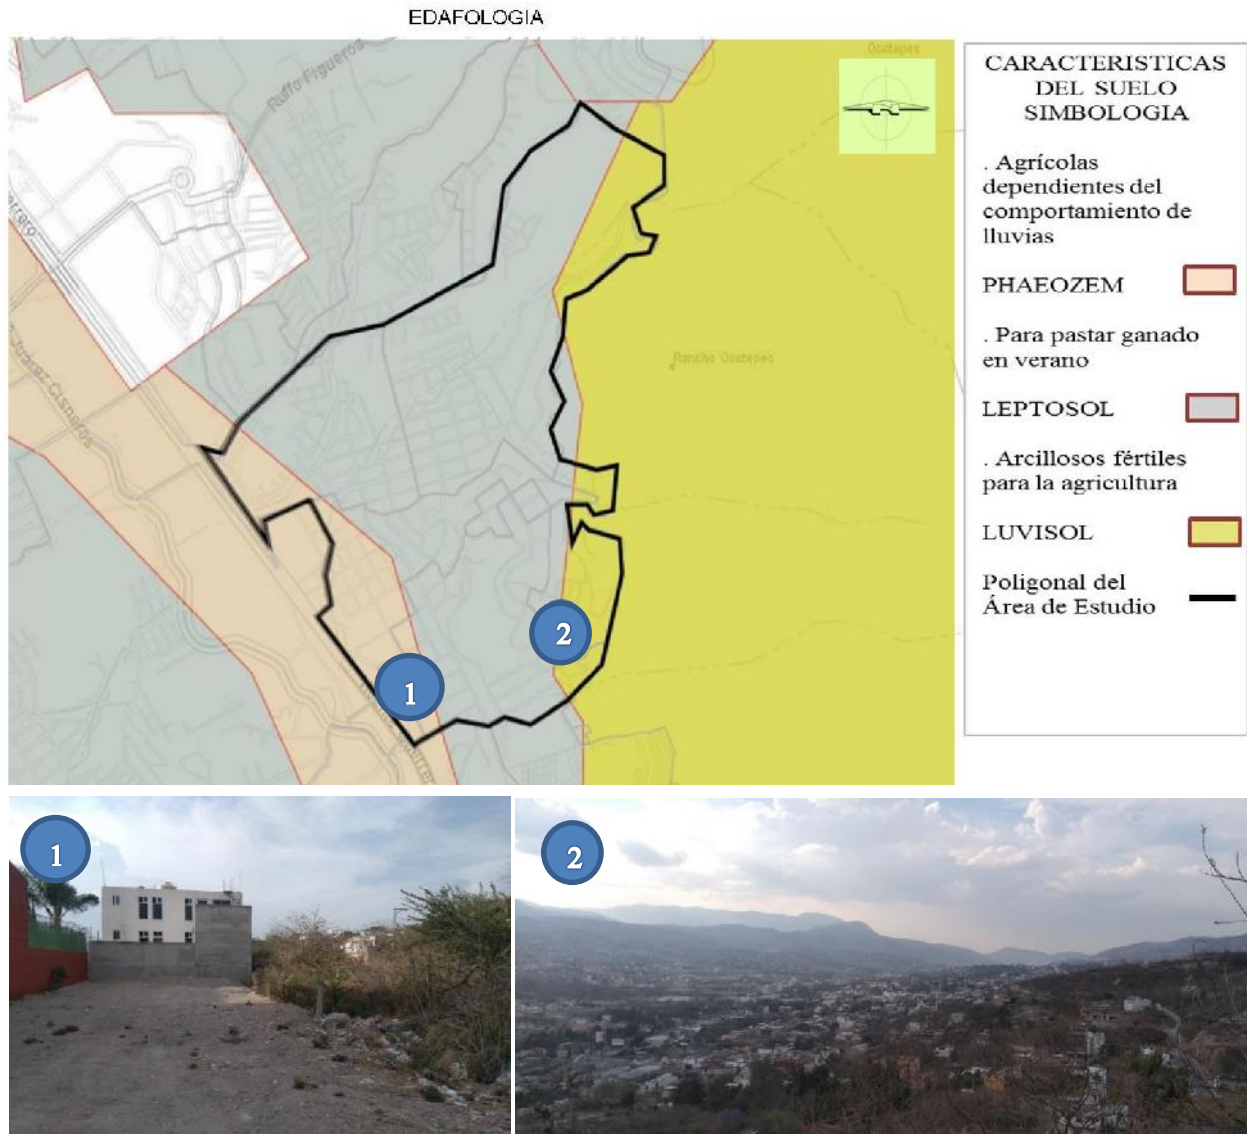 EDAFOLOGIA
Ruffo Figueroa
Osotepes
Rancho Osotepes
Juárez Cisneros
1
2
CARACTERISTICAS
DEL SUELO
SIMBOLOGIA
. Agrícolas
dependientes del
comportamiento de
lluvias
PHAEOZEM
. Para pastar ganado
en verano
LEPTOSOL
. Arcillosos fértiles
para la agricultura
LUVISOL
Poligonal del
Área de Estudio
1
2